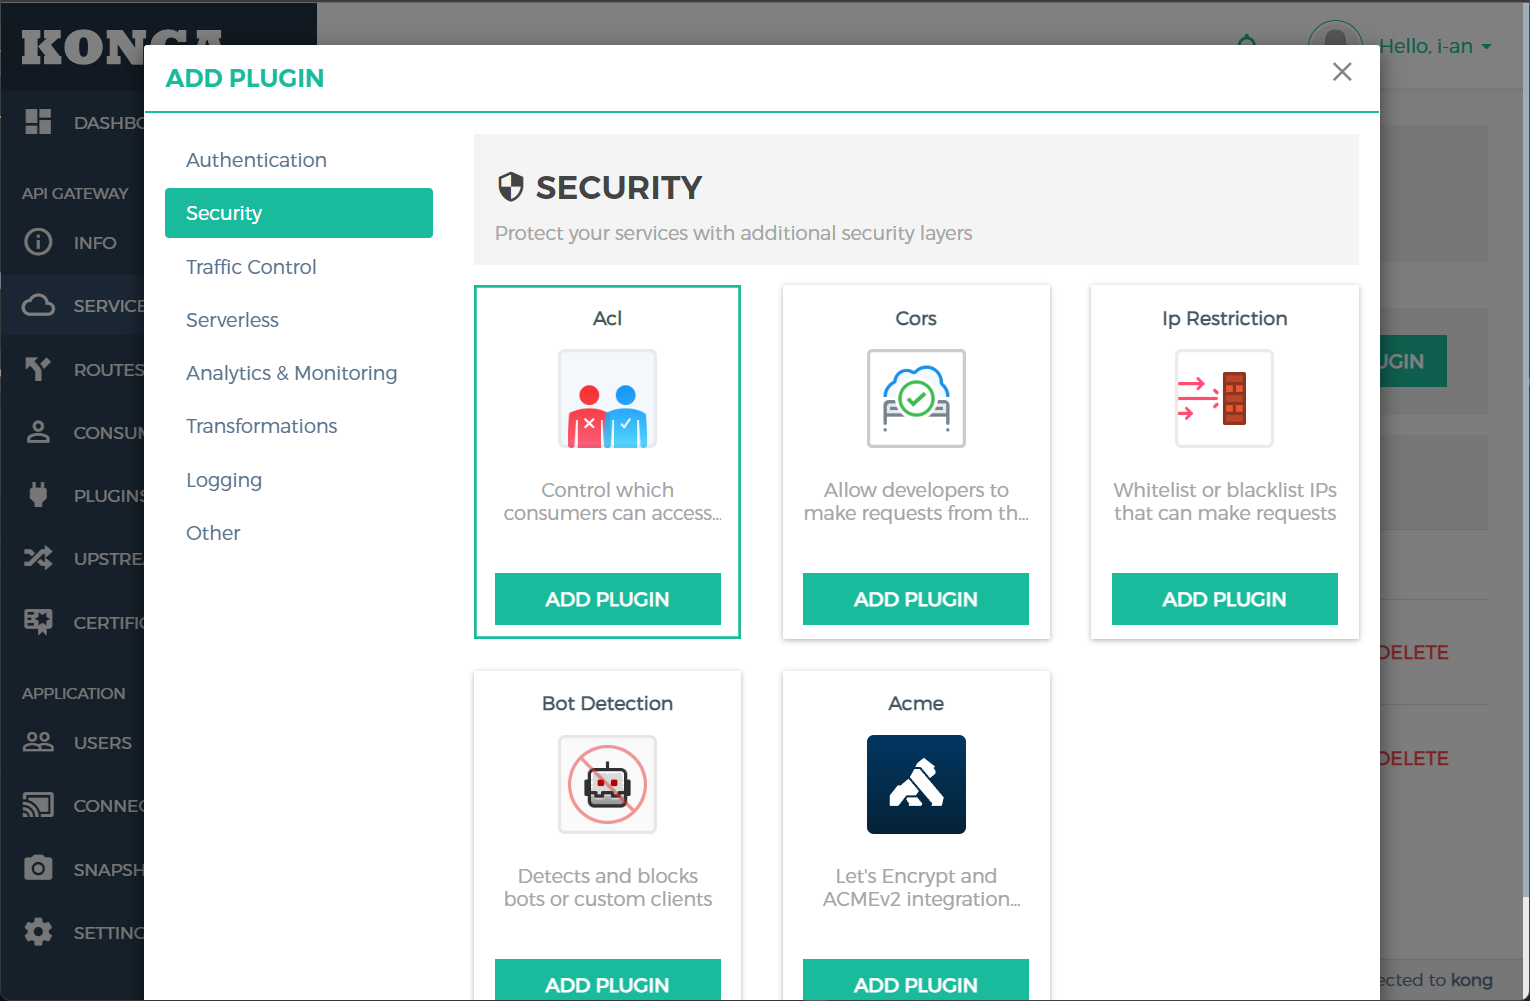 KONGA
Hello, i-an
DASHBO
API GATEWAY
INFO
SERVICE
ROUTES
CONSUM
PLUGINS
UPSTREA
CERTIFIC
APPLICATION
USERS
CONNEC
SNAPSH
SETTING
ADD PLUGIN
Authentication
Security
Traffic Control
Serverless
Analytics & Monitoring
Transformations
Logging
Other
SECURITY
Protect your services with additional security layers
Acl
Control which
consumers can access...
ADD PLUGIN
Cors
Allow developers to
make requests from th...
ADD PLUGIN
Ip Restriction
Whitelist or blacklist IPs
that can make requests
ADD PLUGIN
Bot Detection
Detects and blocks
bots or custom clients
ADD PLUGIN
Acme
Let's Encrypt and
ACMEv2 integration...
ADD PLUGIN
UGIN
DELETE
DELETE
ected to kong